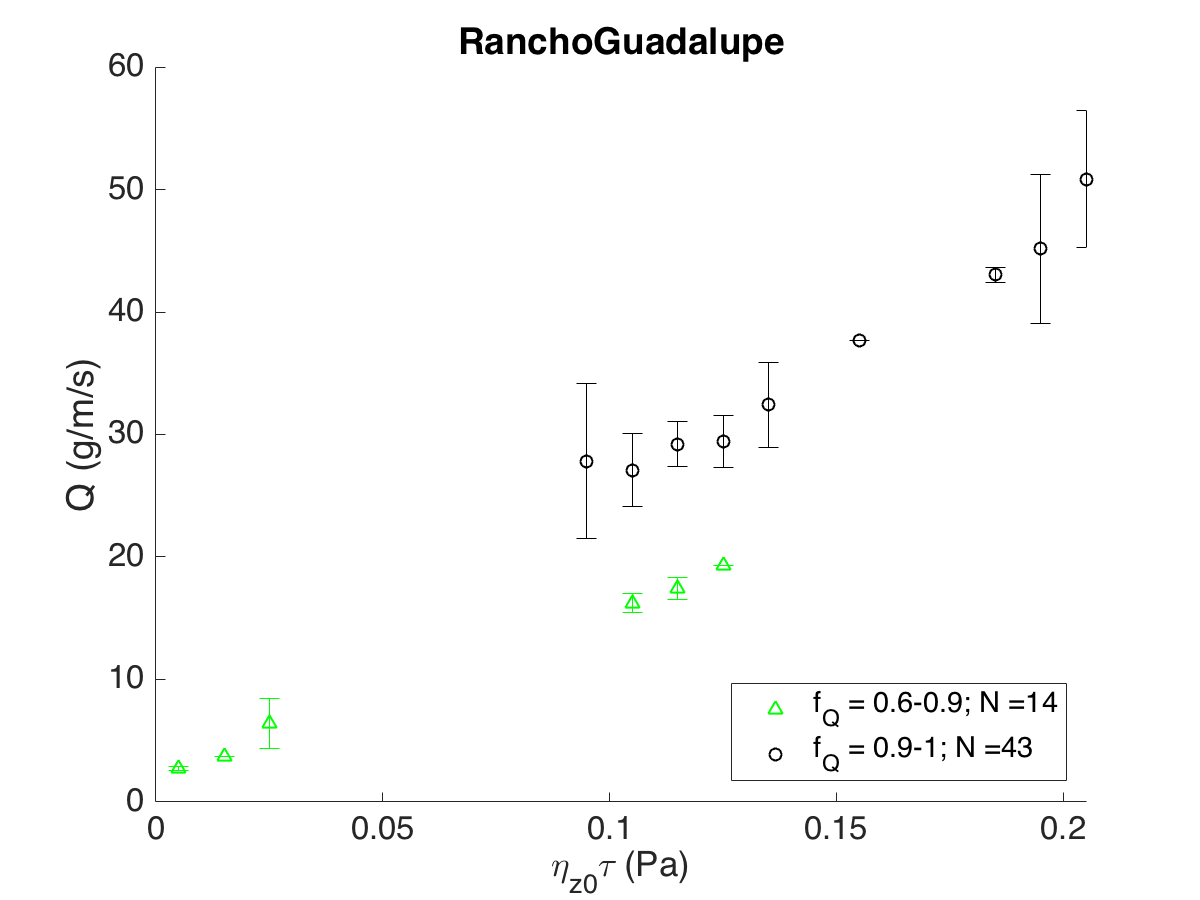 RanchoGuadalupe
60
50
40
30
20
10
0
Q (g/m/s)
f_Q = 0.6-0.9; N =14
f_Q = 0.9-1; N =43
0 0.05 0.1 0.15 0.2
η_z0 τ (Pa)